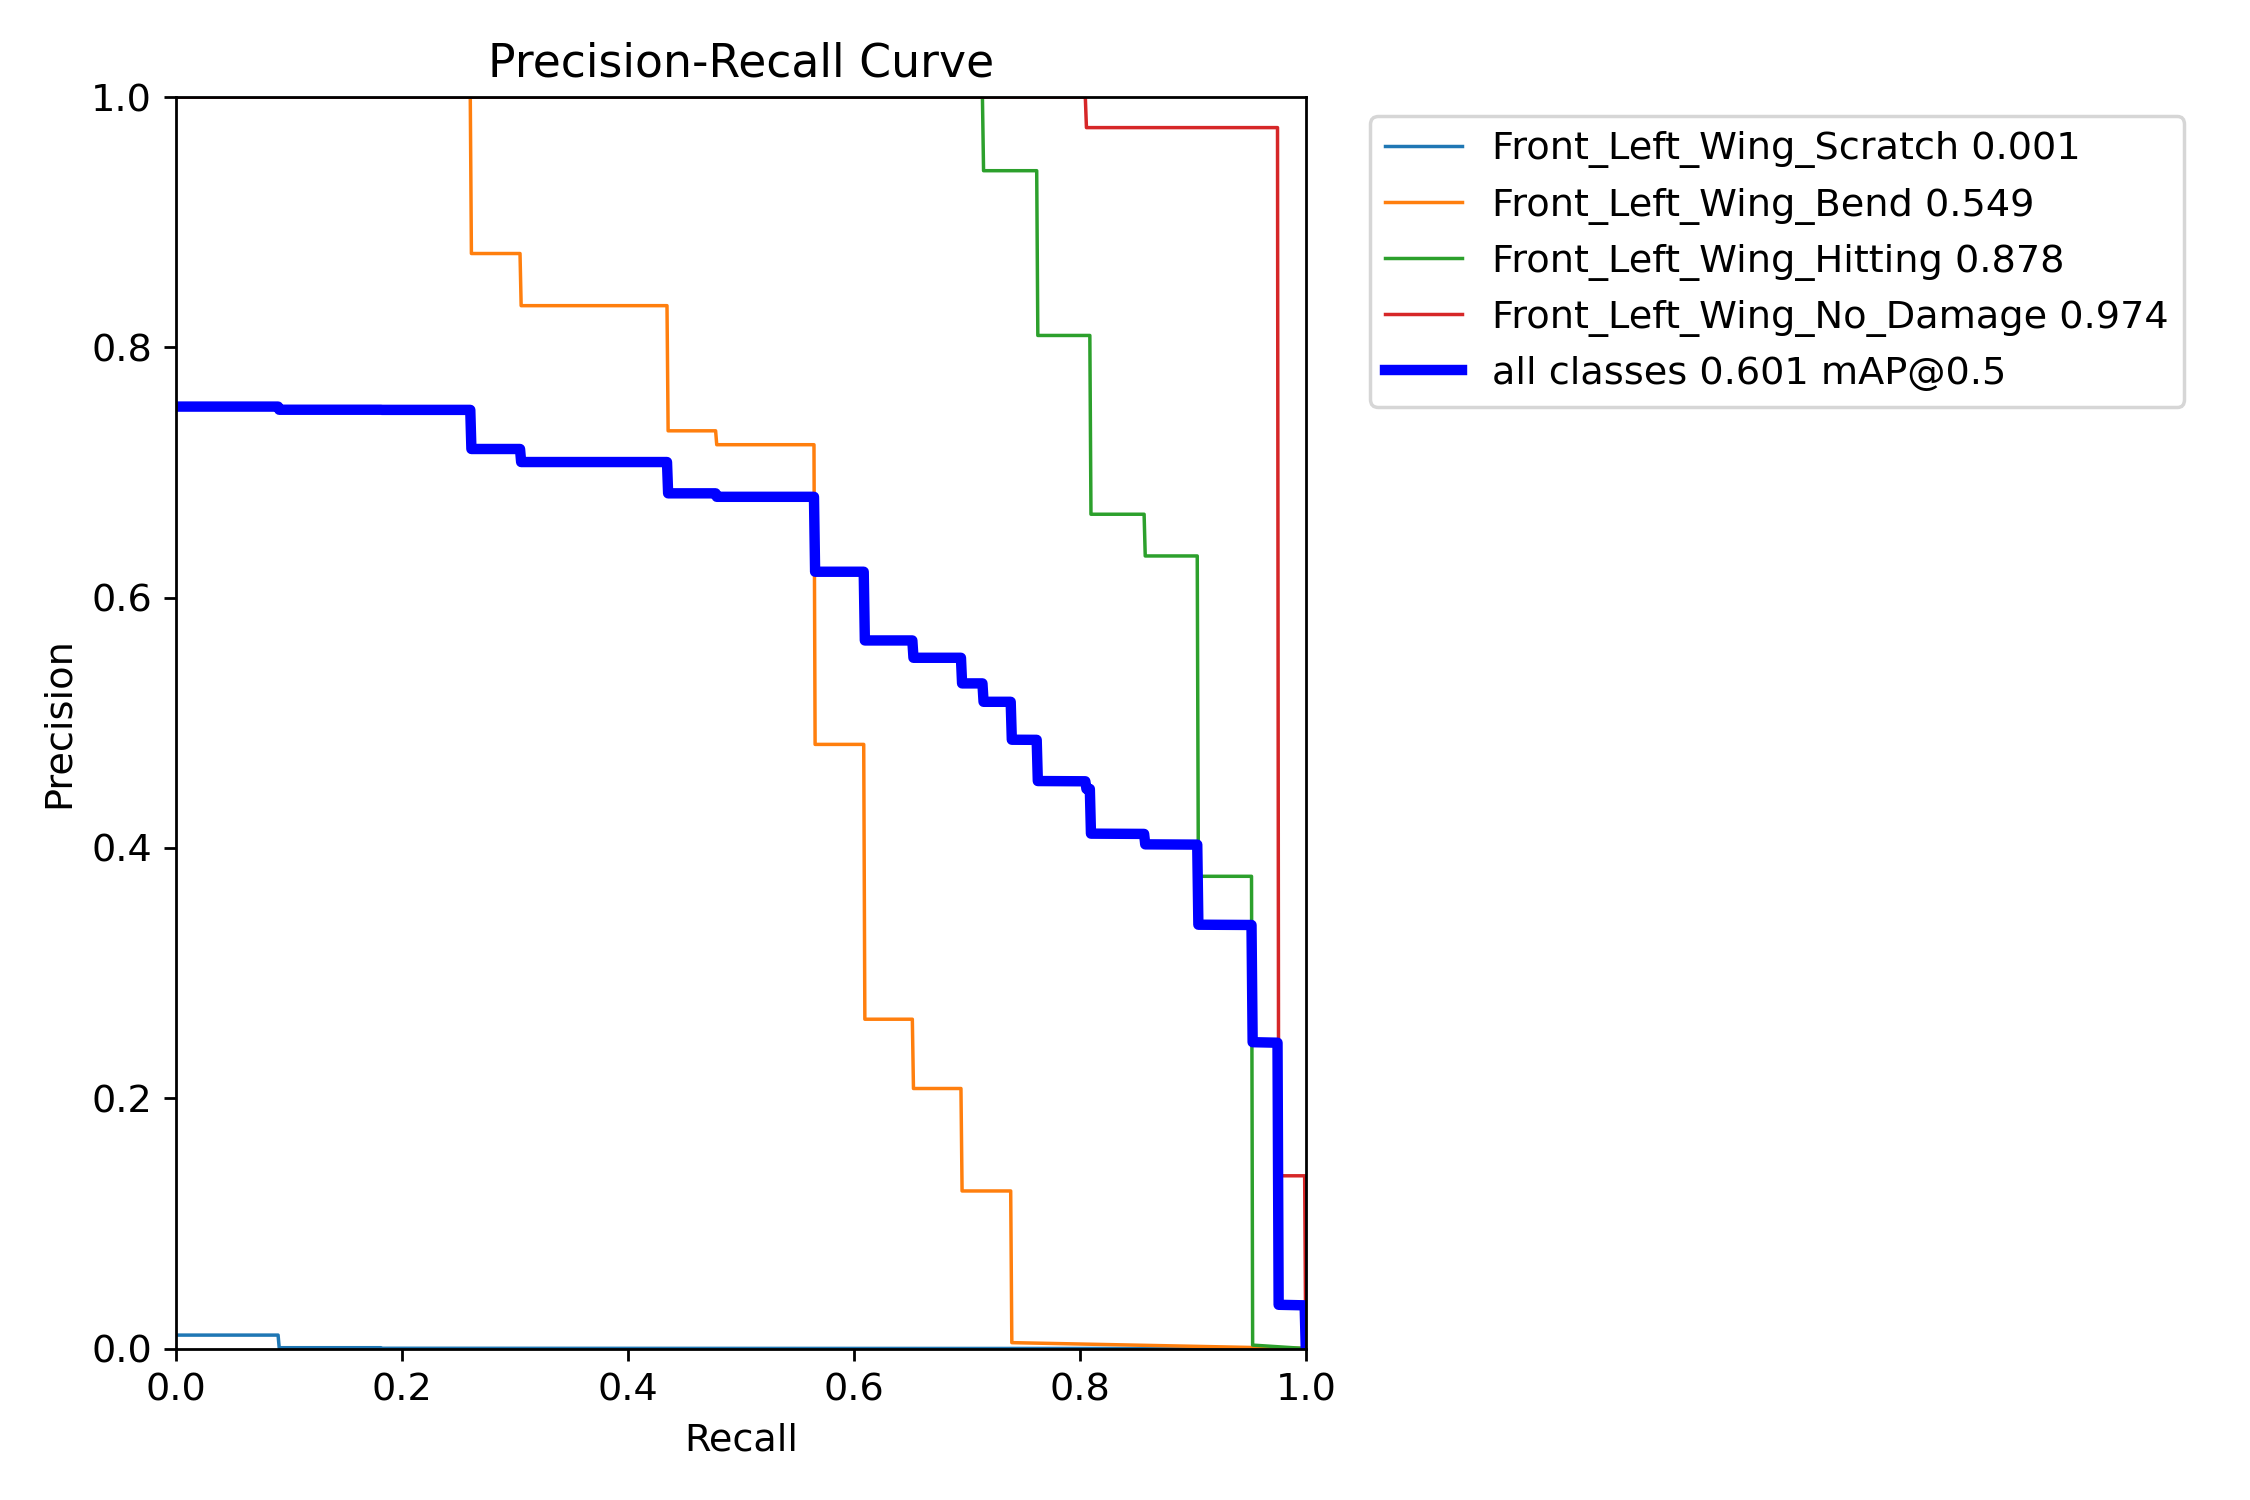 Precision-Recall Curve
1.0
0.8
0.6
0.4
0.2
0.0
Precision
0.0 0.2 0.4 0.6 0.8 1.0
Recall
Front_Left_Wing_Scratch 0.001
Front_Left_Wing_Bend 0.549
Front_Left_Wing_Hitting 0.878
Front_Left_Wing_No_Damage 0.974
all classes 0.601 mAP@0.5